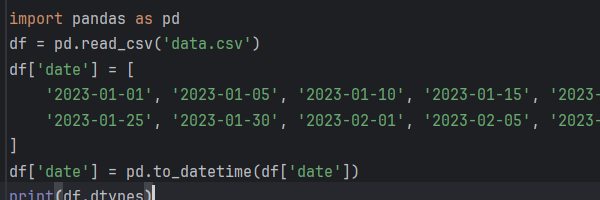 import pandas as pd
df = pd.read_csv('data.csv')
df['date'] = [
    '2023-01-01', '2023-01-05', '2023-01-10', '2023-01-15', '2023-
    '2023-01-25', '2023-01-30', '2023-02-01', '2023-02-05', '2023-
]
df['date'] = pd.to_datetime(df['date'])
print(df.dtypes)